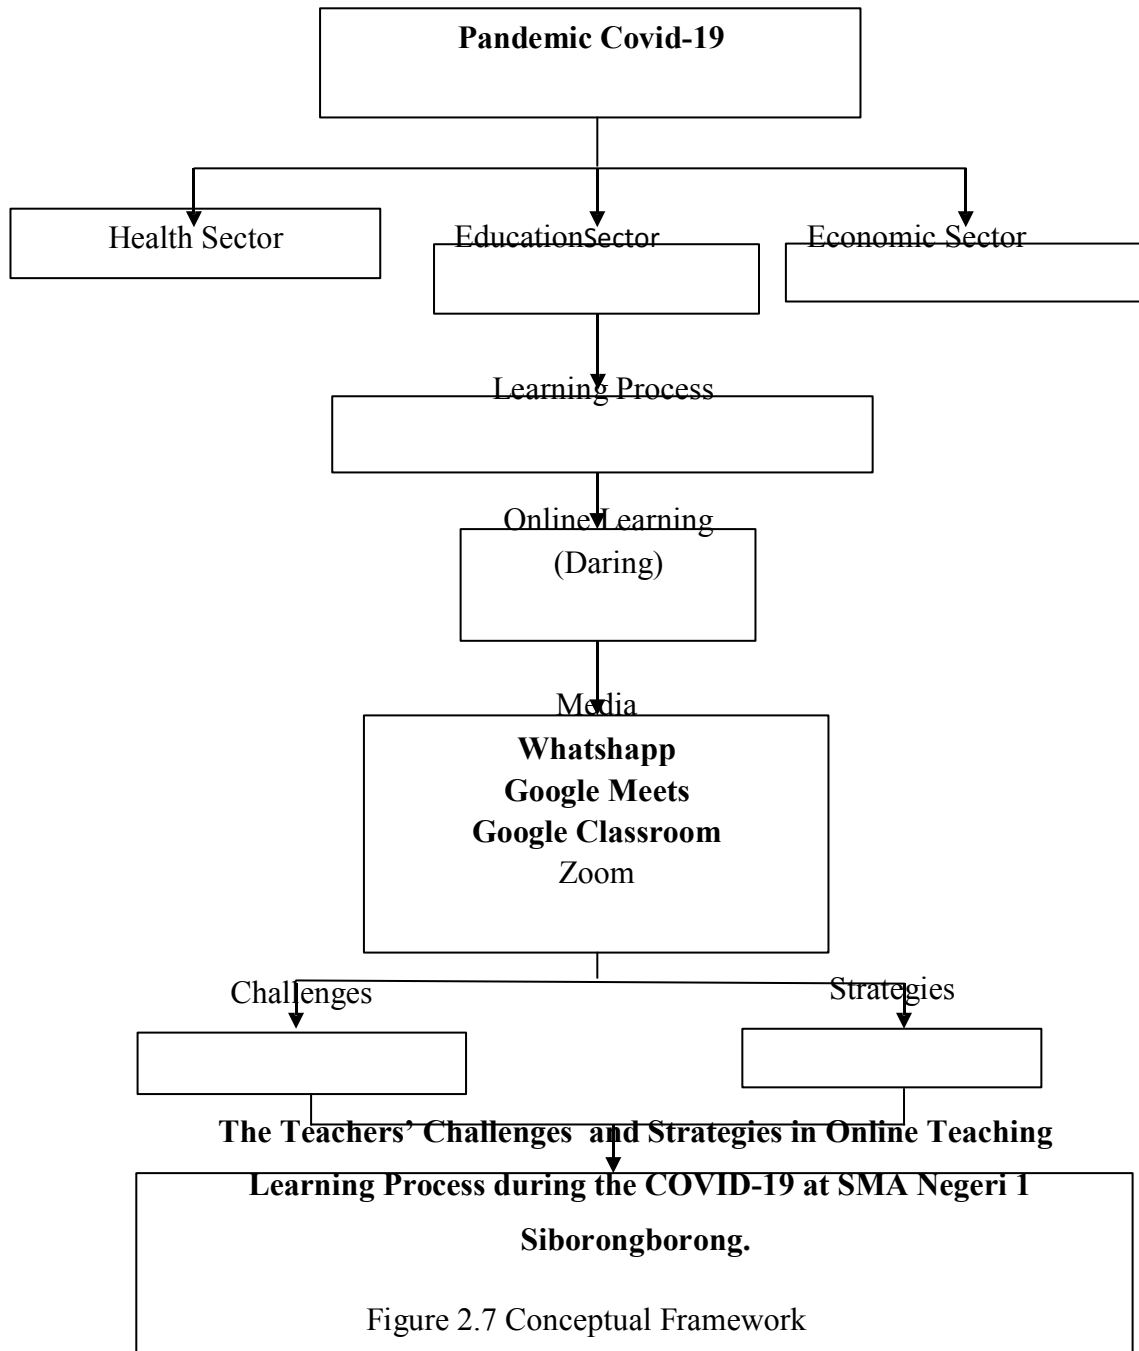 Pandemic Covid-19
Health Sector
EducationSector
Economic Sector
Learning Process
Online Learning
(Daring)
Media
Whatshapp
Google Meets
Google Classroom
Zoom
Challenges
Strategies
The Teachers’ Challenges and Strategies in Online Teaching
Learning Process during the COVID-19 at SMA Negeri 1
Siborongborong.
Figure 2.7 Conceptual Framework